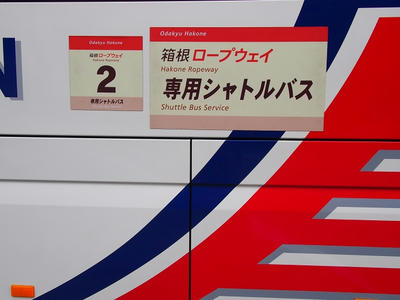 Odakyu Hakone
箱根ロープウェイ
Hakone Ropeway
2
専用シャトルバス
Odakyu Hakone
箱根ロープウェイ
Hakone Ropeway
専用シャトルバス
Shuttle Bus Service
N